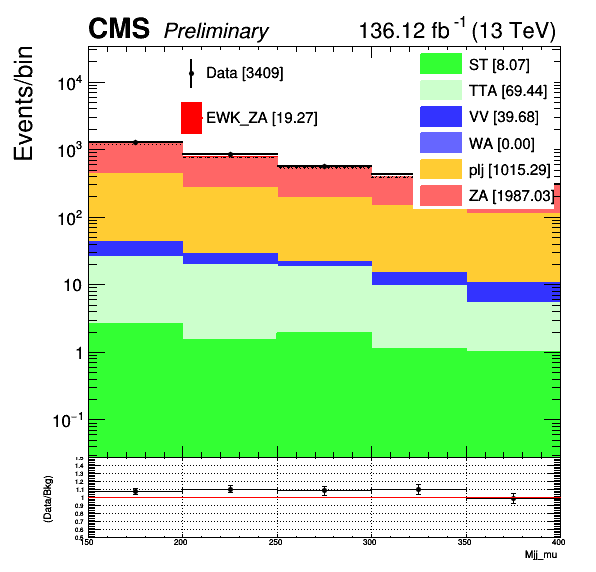 CMS Preliminary 136.12 fb⁻¹ (13 TeV)
Events/bin
10⁴
10³
10²
10
1
10⁻¹
Data [3409]
EWK_ZA [19.27]
ST [8.07]
TTA [69.44]
VV [39.68]
WA [0.00]
plj [1015.29]
ZA [1987.03]
(Data/Bkg)
1.5
1.4
1.3
1.2
1.1
1
0.9
0.8
0.7
0.6
0.5
150 200 250 300 350 400
Mjj_mu